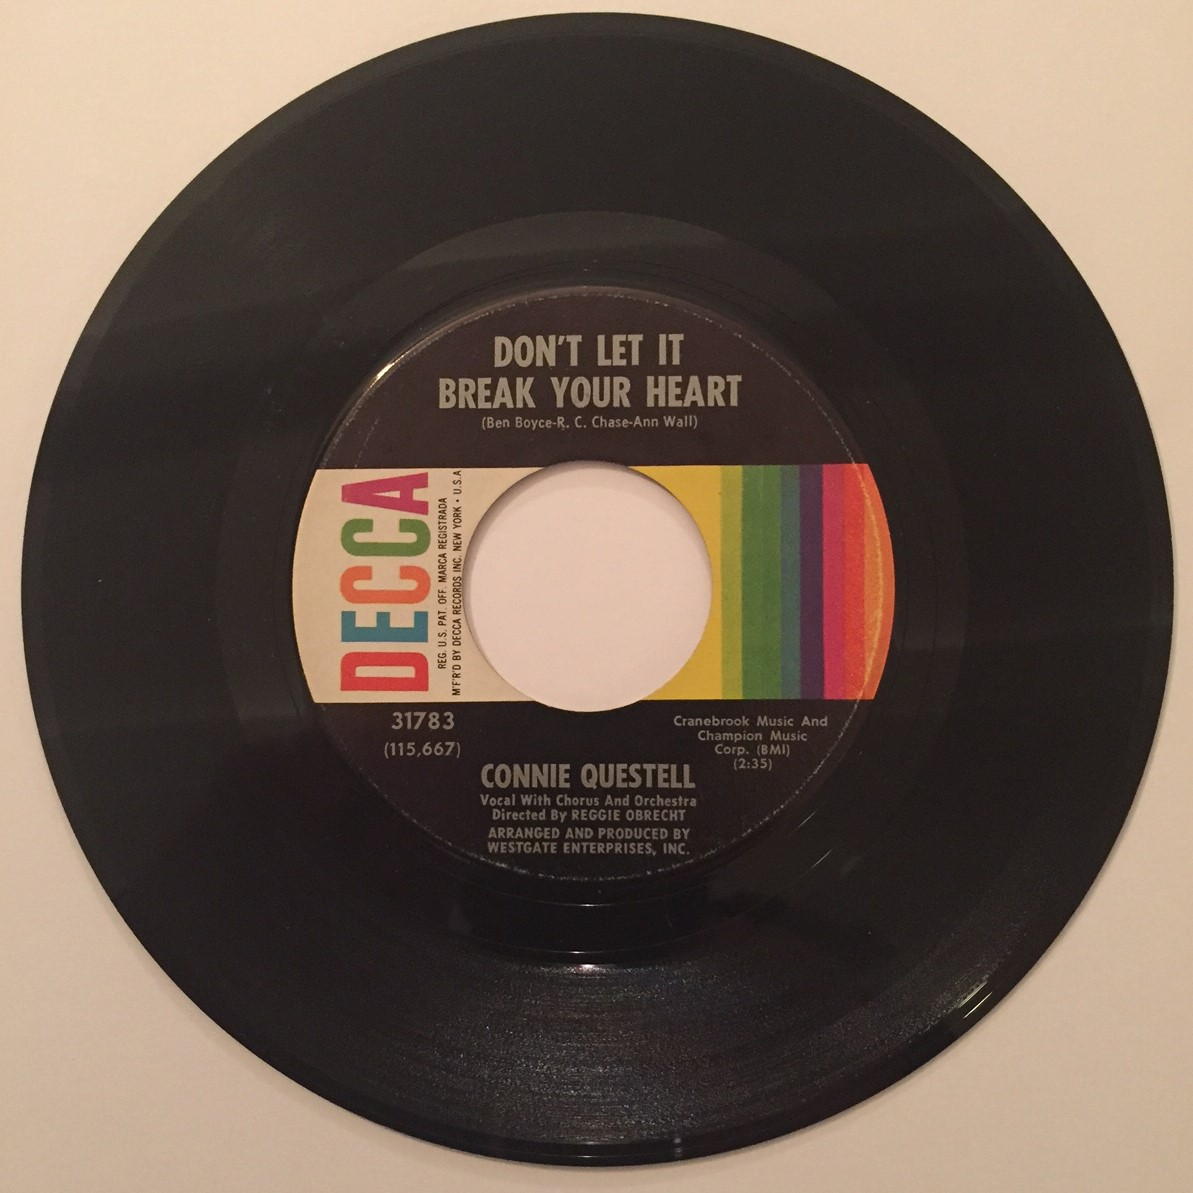 DON'T LET IT
BREAK YOUR HEART
(Ben Boyce-R. C. Chase-Ann Wall)
DECCA
REG. U.S. PAT. OFF. MARCA REGISTRADA
M'F'R'D BY DECCA RECORDS INC. NEW YORK • U.S.A
31783
(115,667)
Cranebrook Music And
Champion Music
Corp. (BMI)
(2:35)
CONNIE QUESTELL
Vocal With Chorus And Orchestra
Directed By REGGIE OBRECHT
ARRANGED AND PRODUCED BY
WESTGATE ENTERPRISES, INC.